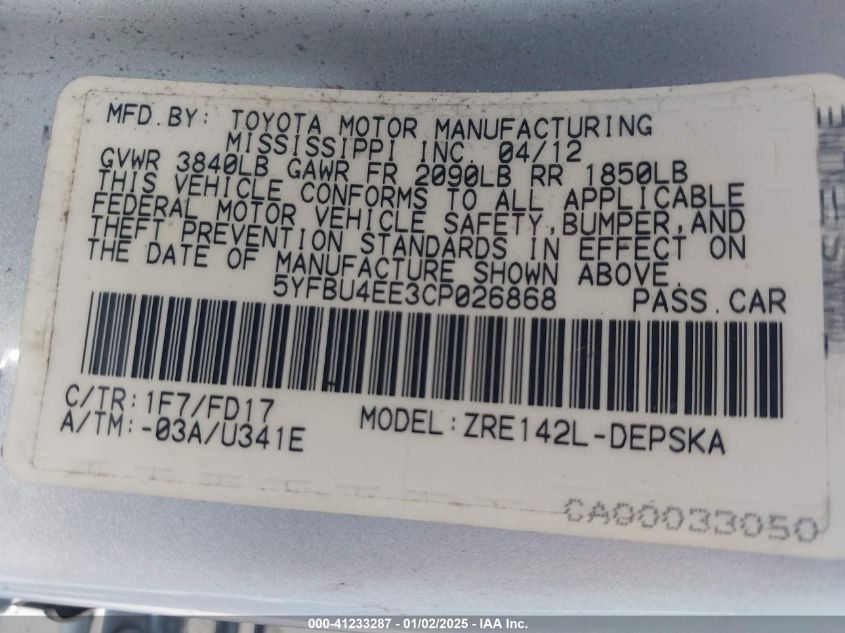 MFD.BY: TOYOTA MOTOR MANUFACTURING
MISSISSIPPI INC. 04/12
GVWR 3840LB GAWR FR 2090LB RR 1850LB
THIS VEHICLE CONFORMS TO ALL APPLICABLE
FEDERAL MOTOR VEHICLE SAFETY,BUMPER,AND
THEFT PREVENTION STANDARDS IN EFFECT ON
THE DATE OF MANUFACTURE SHOWN ABOVE.
5YFBU4EE3CP026868 PASS.CAR
C/TR:1F7/FD17
A/TM:-03A/U341E
MODEL:ZRE142L-DEPSKA
CA00033050
000-41233287 - 01/02/2025 - IAA Inc.